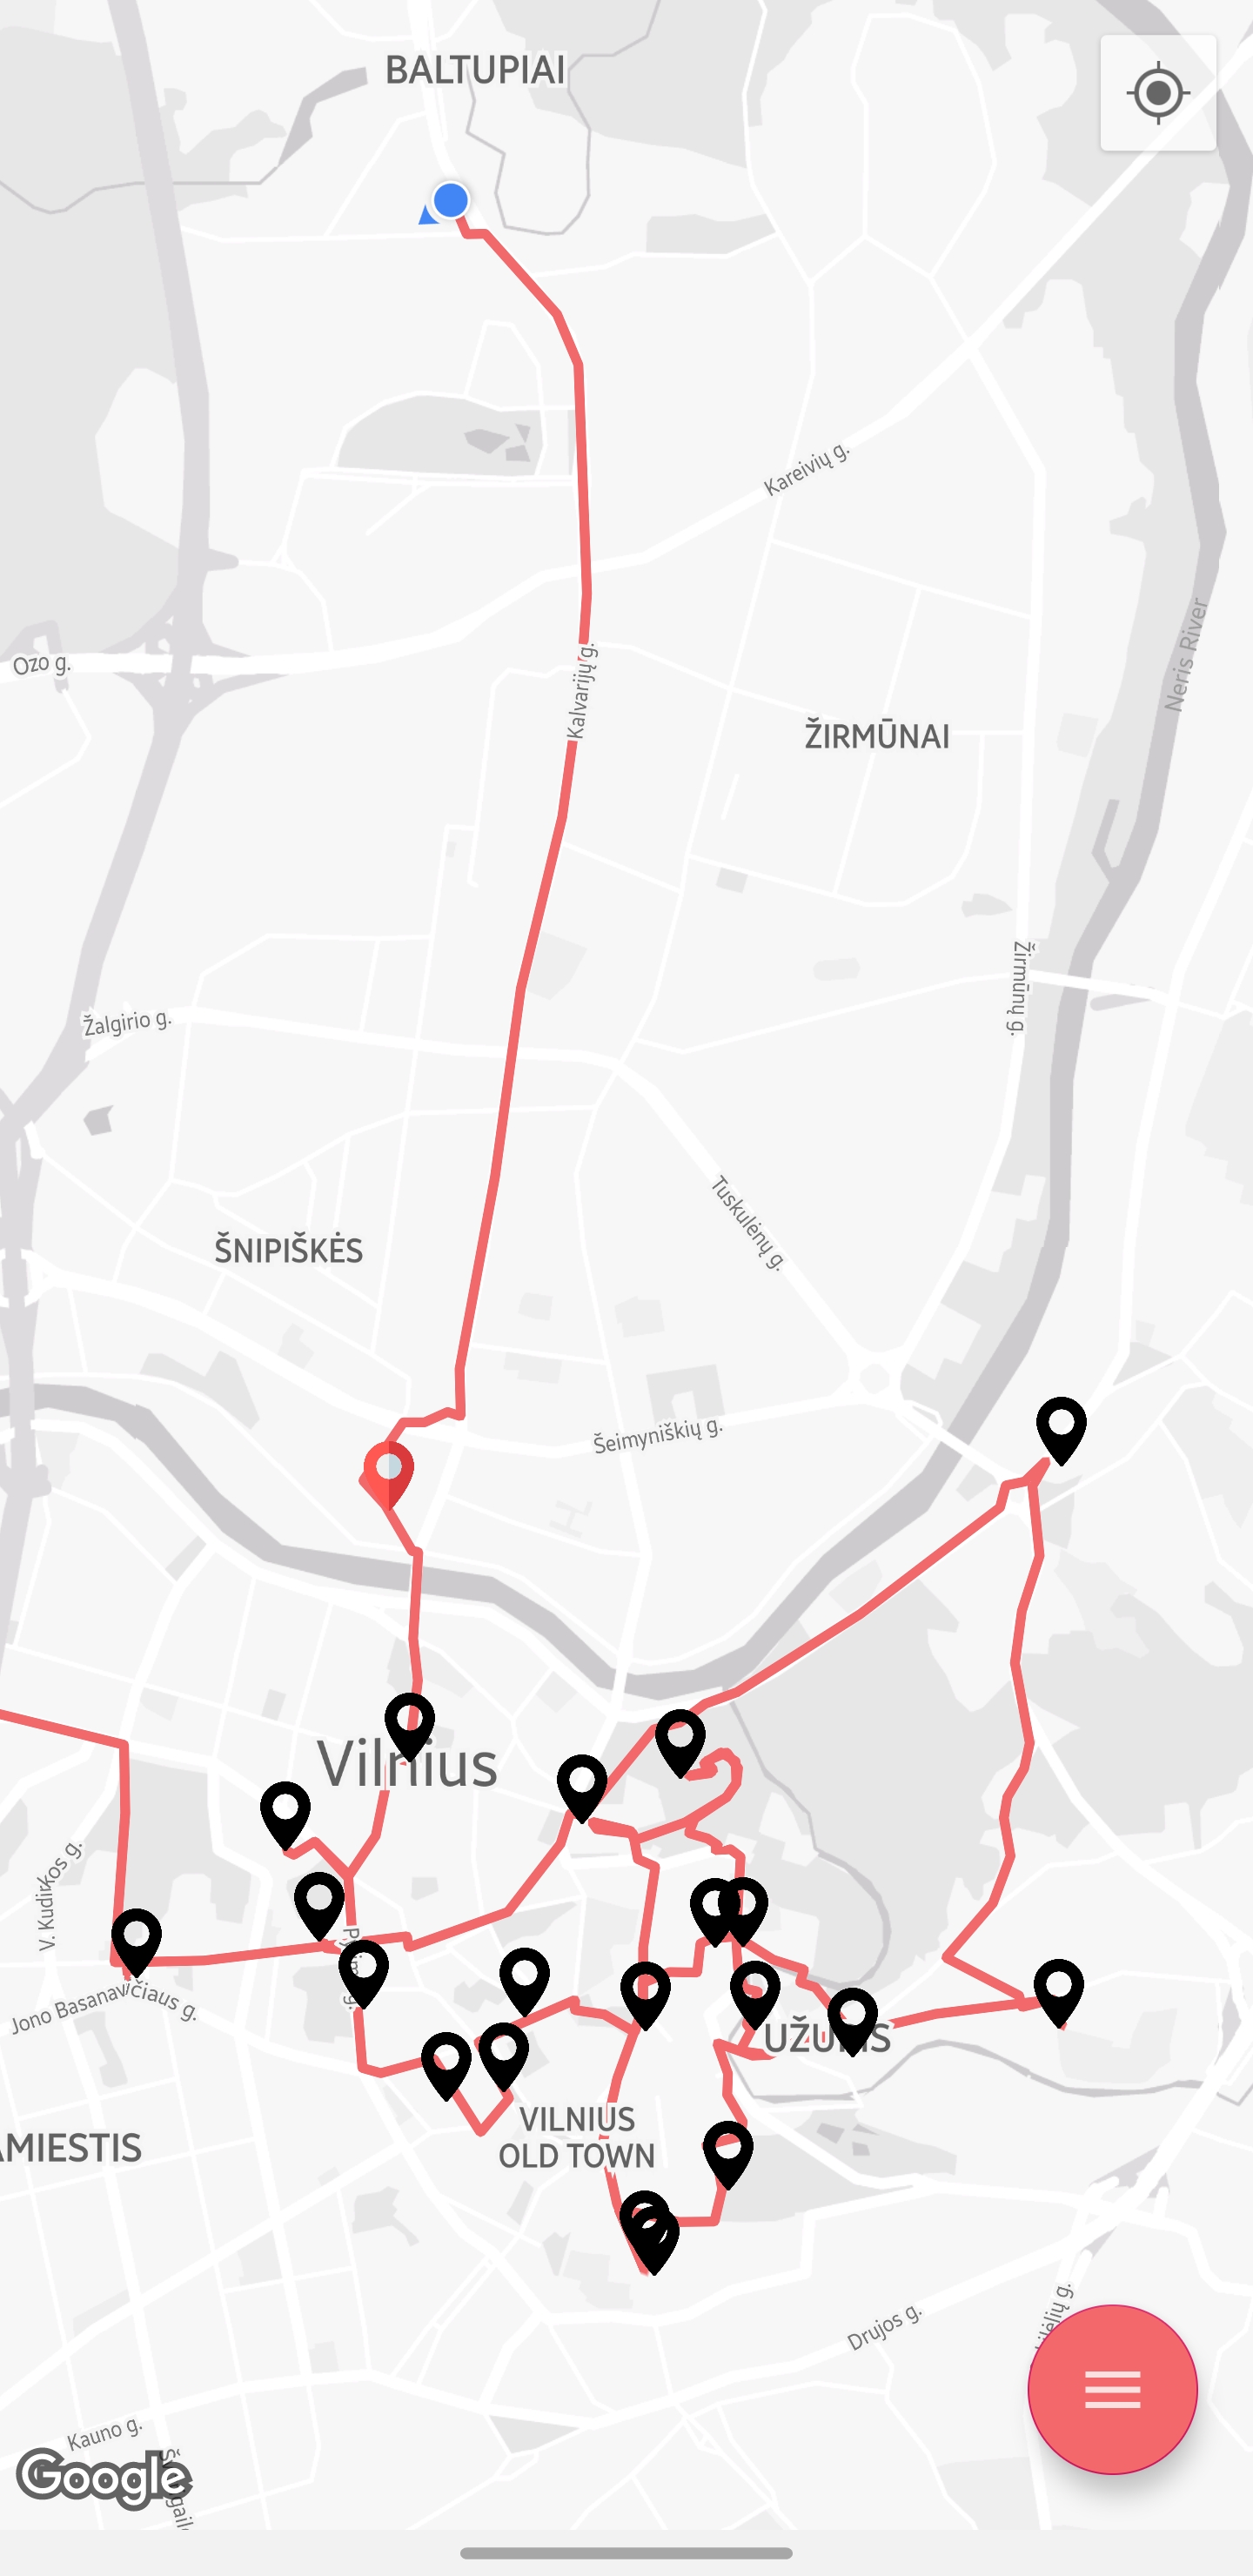 BALTUPIAI
Kareivių g.
Neris River
Ozo g.
Kalvarijų g.
ŽIRMŪNAI
Žirmūnų g.
Žalgirio g.
Tuskulėnų g.
ŠNIPIŠKĖS
Šeimyniškių g.
Vilnius
V. Kudirkos g.
Jono Basanavičiaus g.
UŽUPIS
VILNIUS
OLD TOWN
Drujos g.
Kauno g.
Google